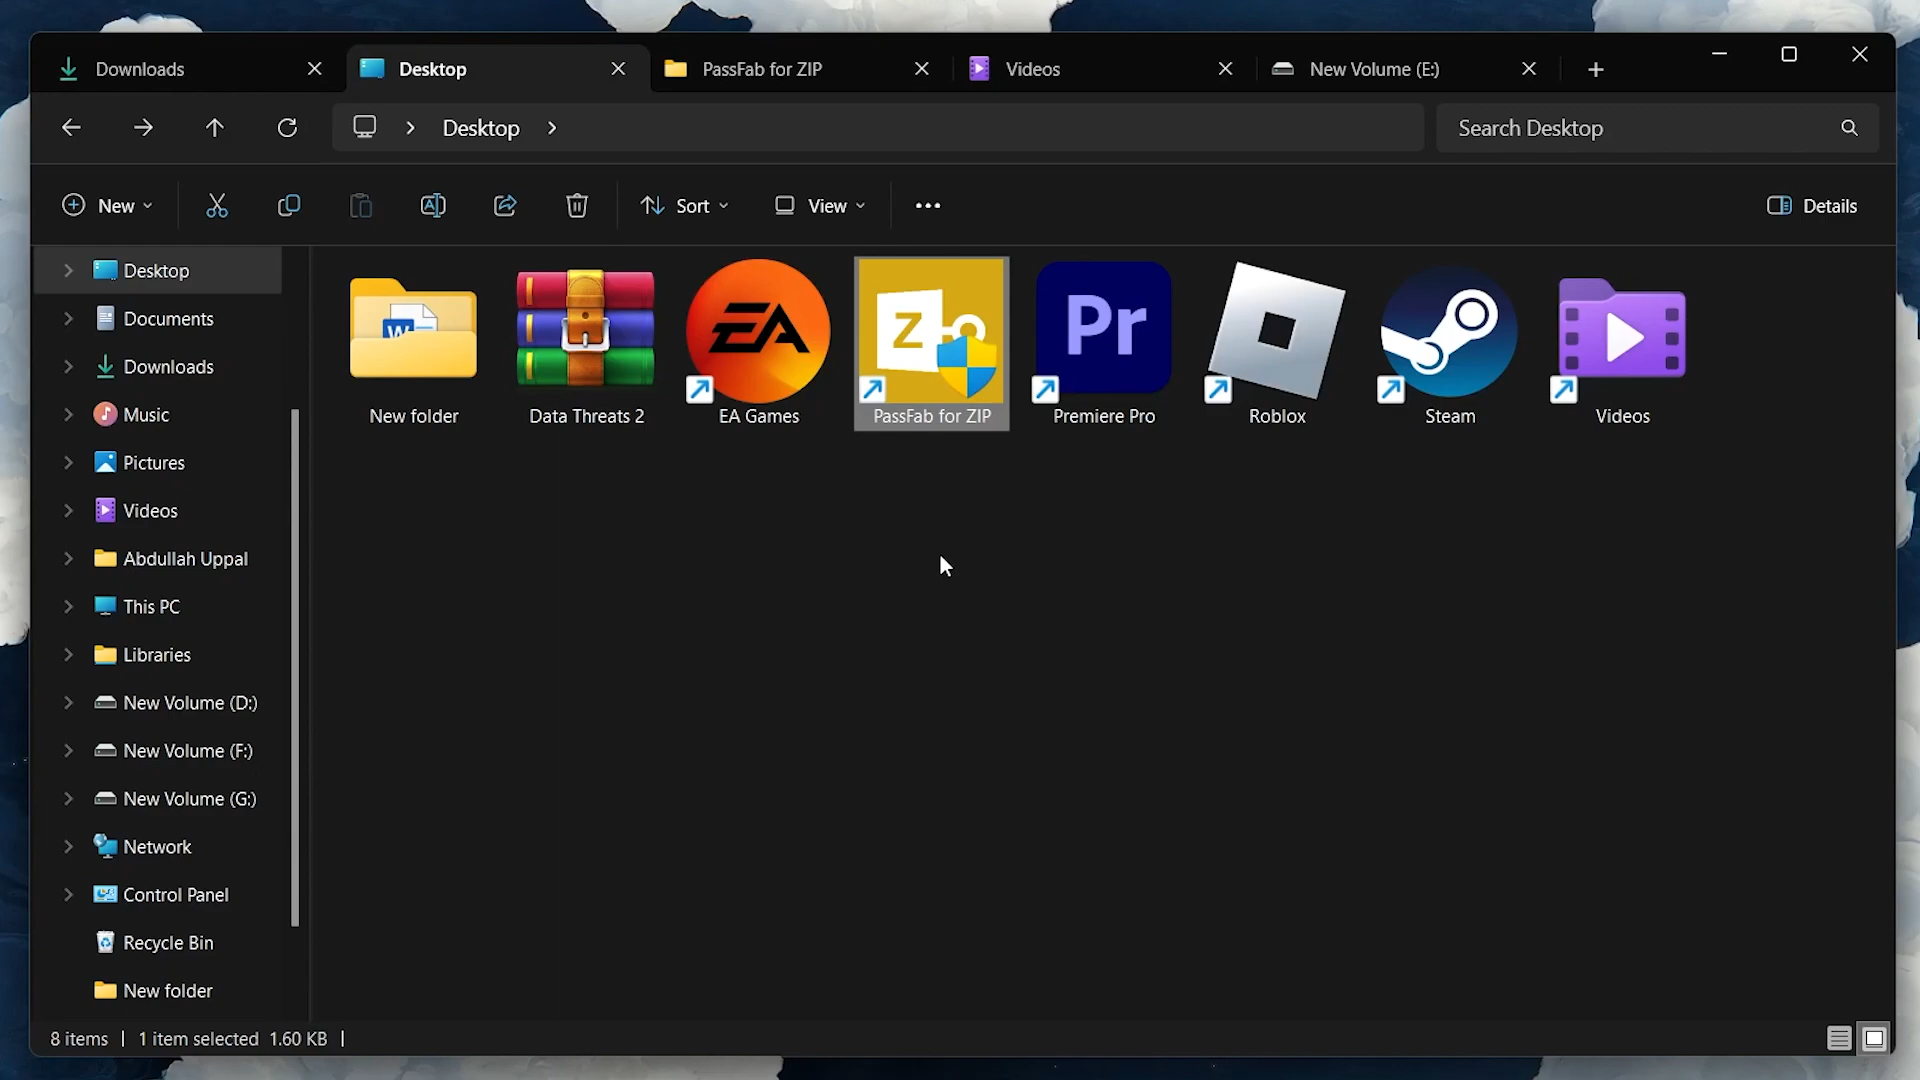 Downloads
Desktop
PassFab for ZIP
Videos
New Volume (E:)
Desktop
Search Desktop
New
Sort
View
Details
Desktop
Documents
Downloads
Music
Pictures
Videos
Abdullah Uppal
This PC
Libraries
New Volume (D:)
New Volume (F:)
New Volume (G:)
Network
Control Panel
Recycle Bin
New folder
W
EA
Z
Pr
New folder
Data Threats 2
EA Games
PassFab for ZIP
Premiere Pro
Roblox
Steam
Videos
8 items | 1 item selected 1.60 KB |